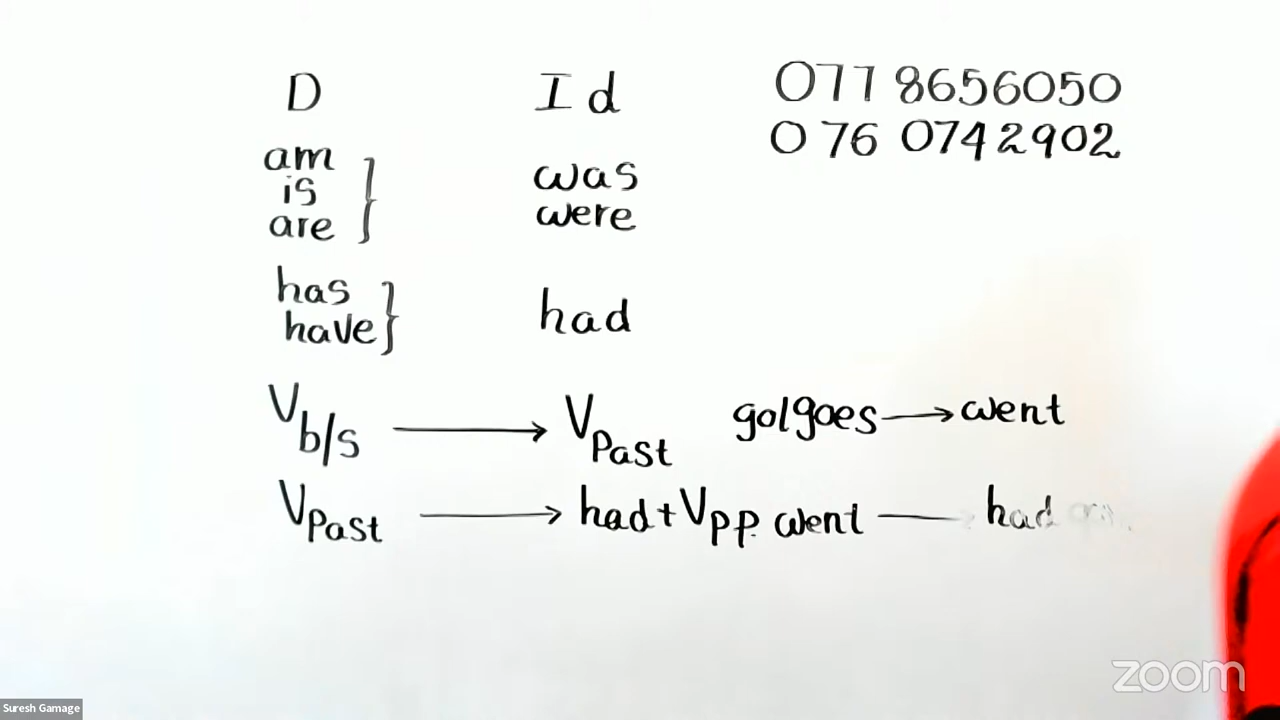 D Id 077 8656050
076 0742902
am
is
are
was
were
has
have
had
Vb/s → VPast go/goes → went
VPast → had + Vp.p. went — had
Suresh Gamage
zoom